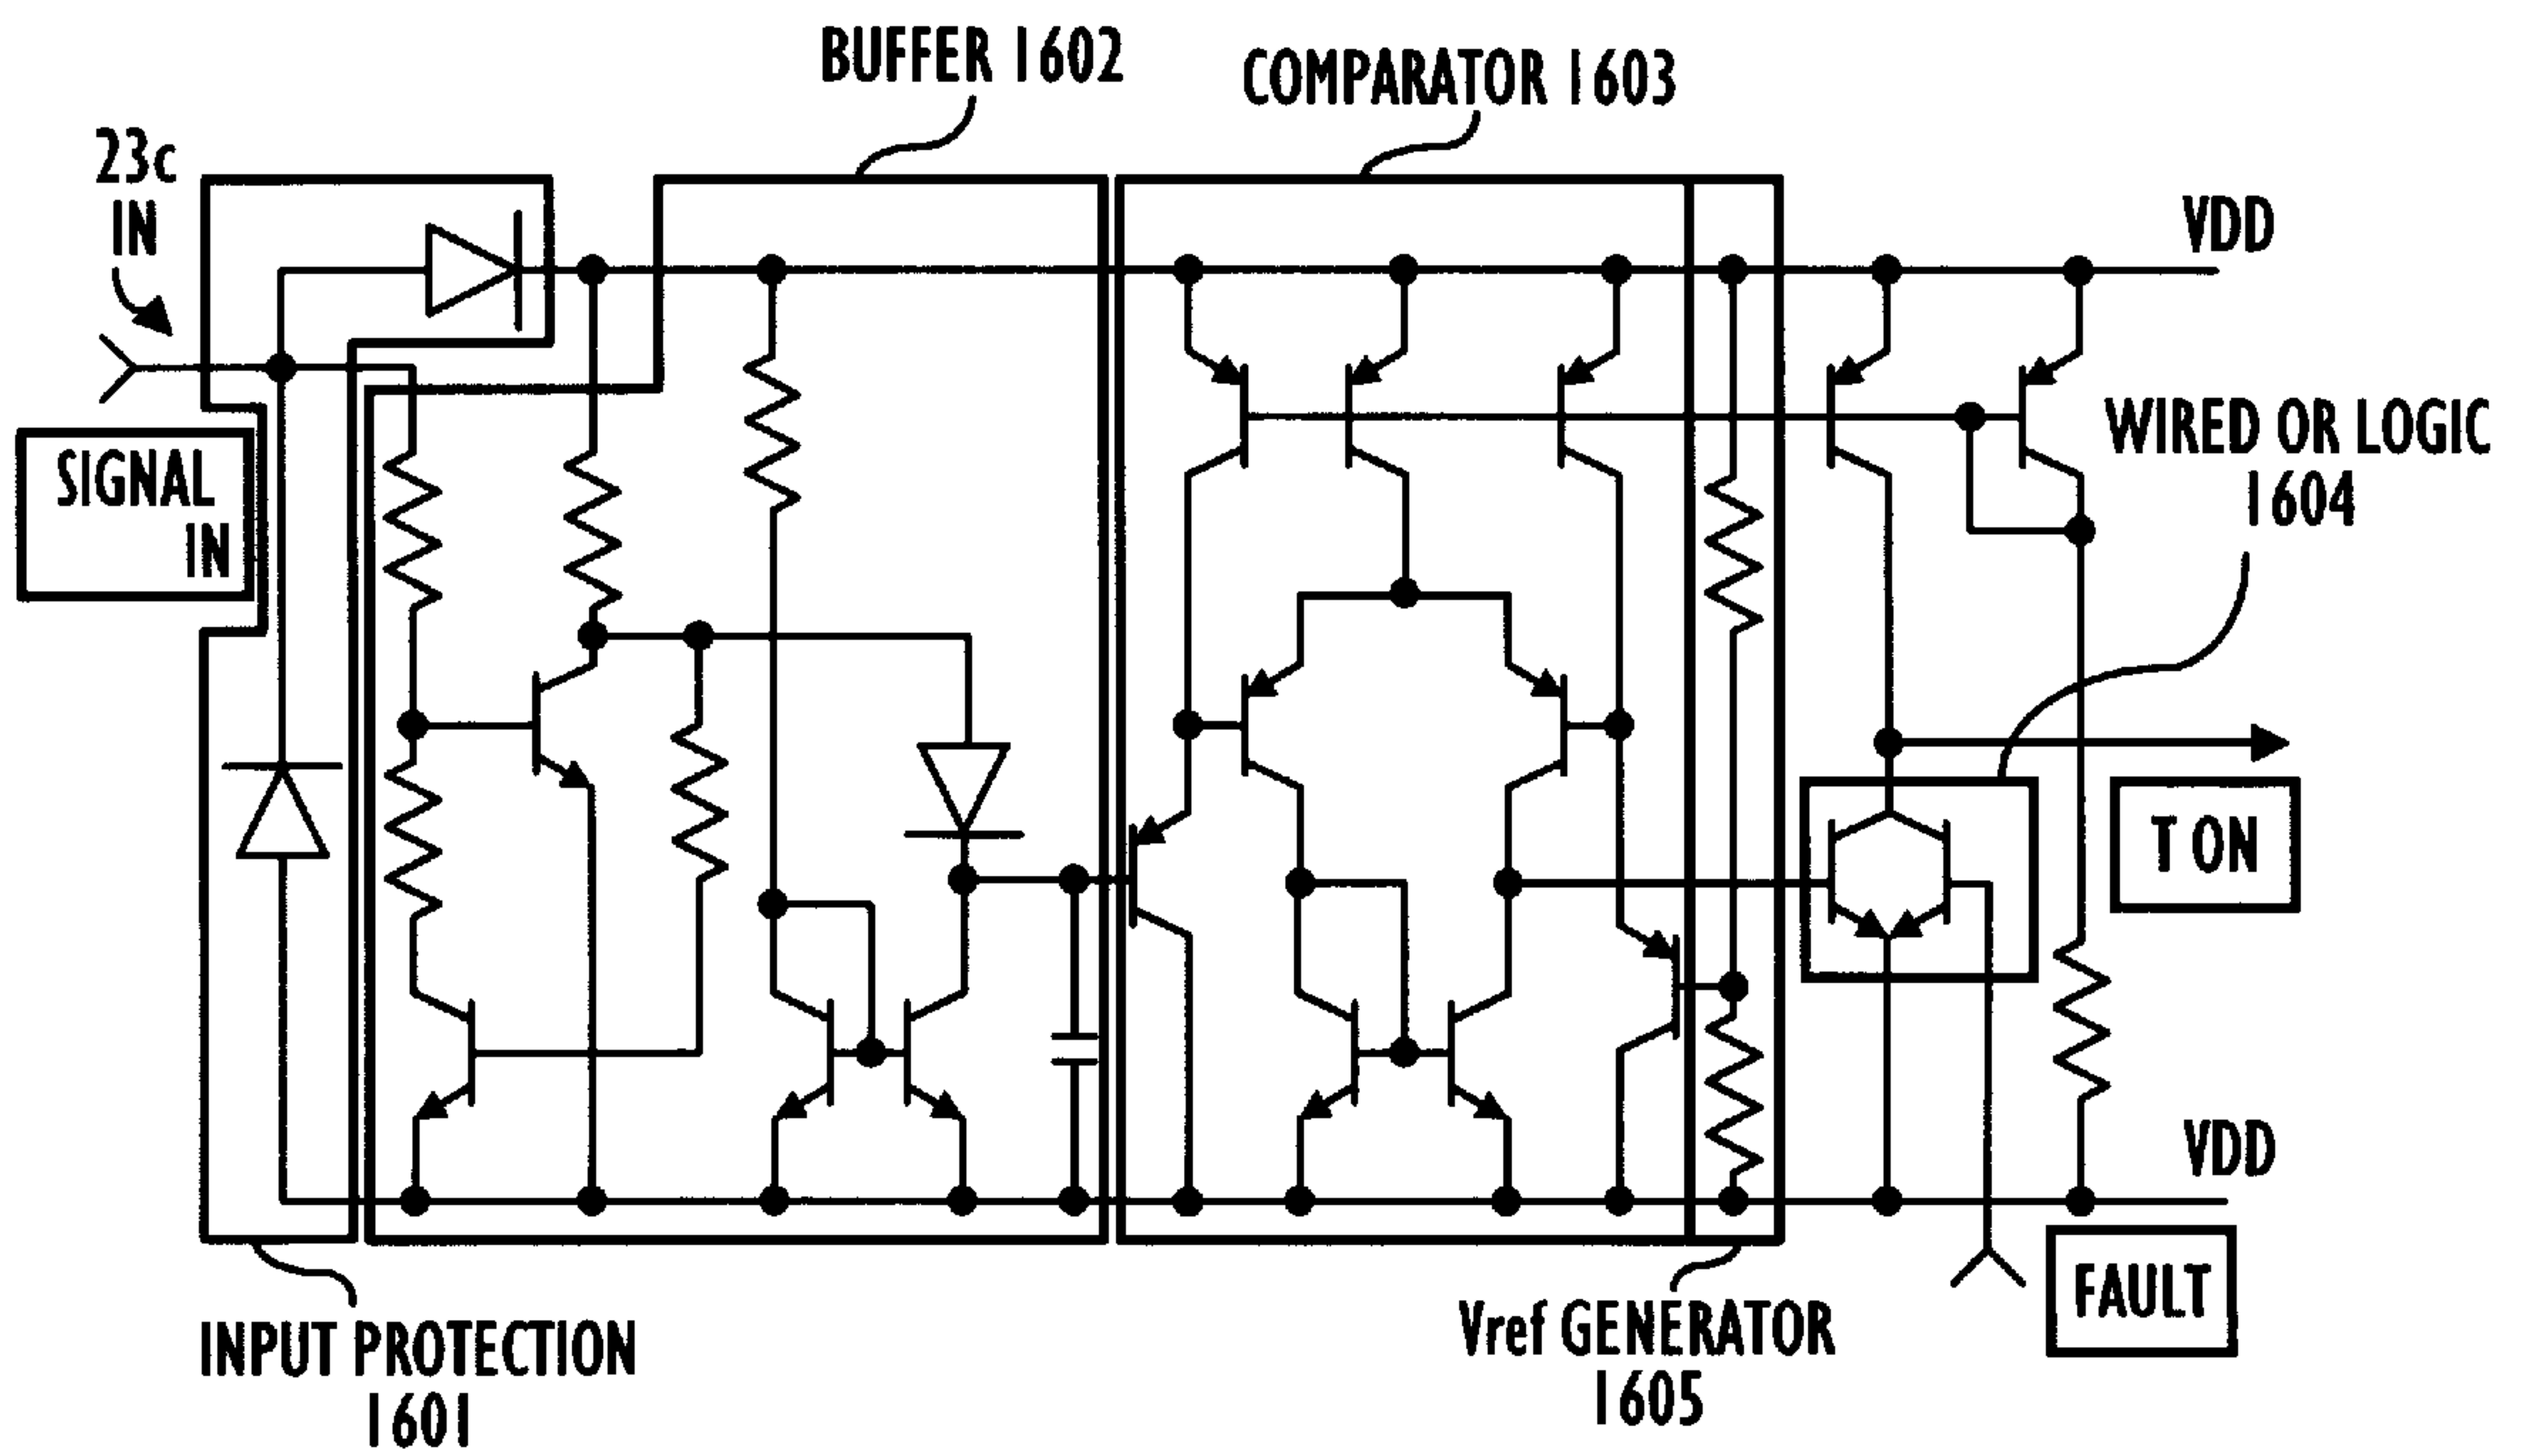 BUFFER 1602
COMPARATOR 1603
23c
IN
VDD
SIGNAL
IN
WIRED OR LOGIC
1604
T ON
VDD
FAULT
INPUT PROTECTION
1601
Vref GENERATOR
1605